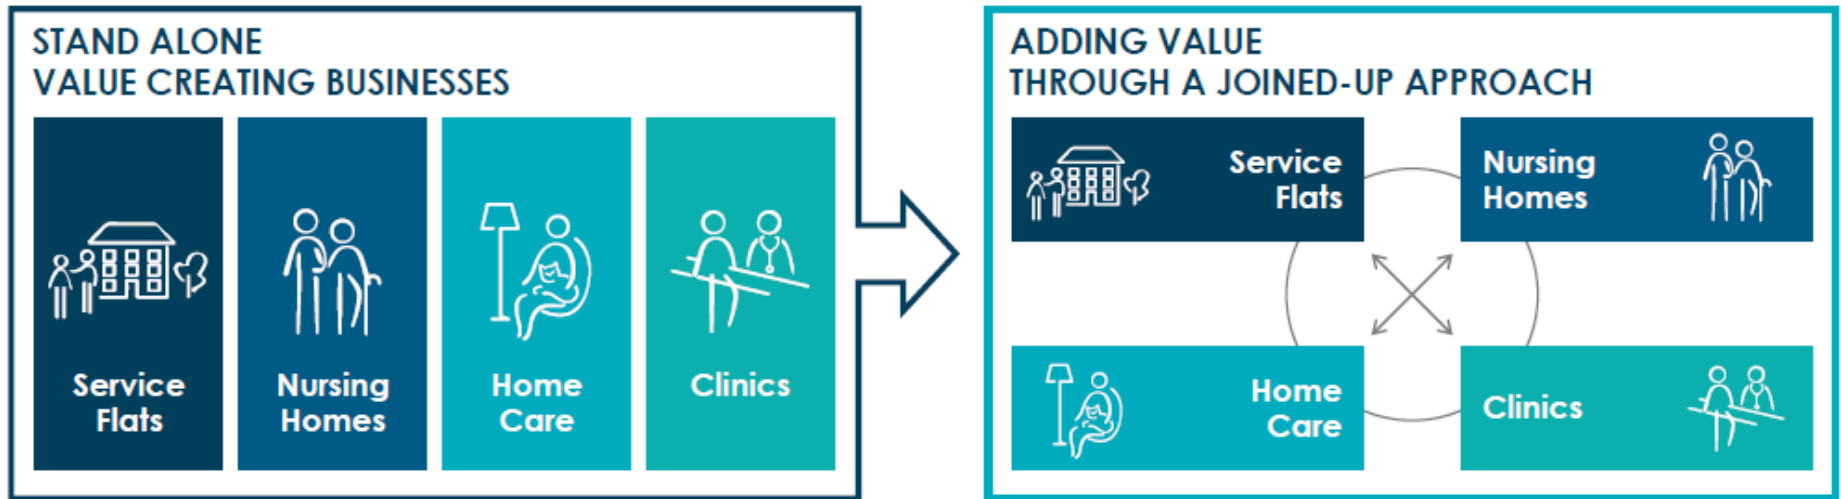 STAND ALONE
VALUE CREATING BUSINESSES
Service
Flats
Nursing
Homes
Home
Care
Clinics
ADDING VALUE
THROUGH A JOINED-UP APPROACH
Service
Flats
Nursing
Homes
Home
Care
Clinics